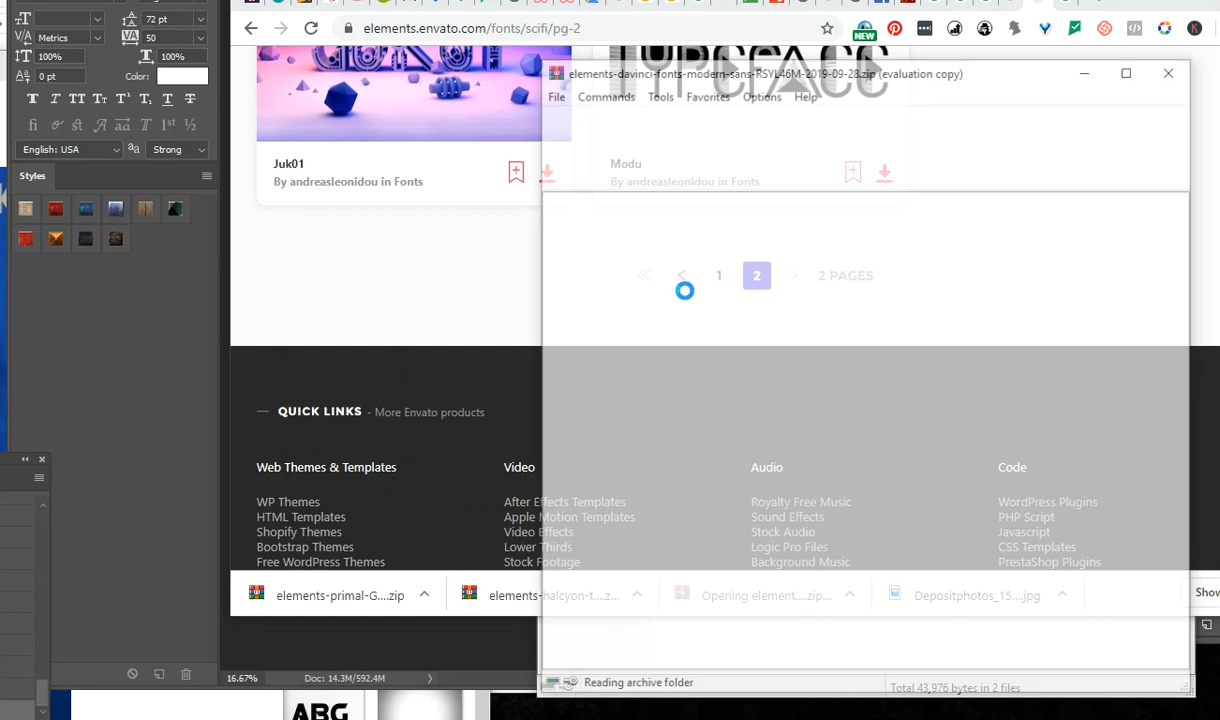 72 pt
Metrics
50
100%
100%
0 pt
Color:
English: USA
Strong
Styles
elements.envato.com/fonts/scifi/pg-2
NEW
TYPEFACE
elements-davinci-fonts-modern-sans-RSYL46M-2019-09-28.zip (evaluation copy)
File Commands Tools Favorites Options Help
Juk01
By andreasleonidou in Fonts
Modu
By andreasleonidou in Fonts
1 2 2 PAGES
QUICK LINKS - More Envato products
Web Themes & Templates
WP Themes
HTML Templates
Shopify Themes
Bootstrap Themes
Free WordPress Themes
Video
After Effects Templates
Apple Motion Templates
Video Effects
Lower Thirds
Stock Footage
Audio
Royalty Free Music
Sound Effects
Stock Audio
Logic Pro Files
Background Music
Code
WordPress Plugins
PHP Script
Javascript
CSS Templates
PrestaShop Plugins
elements-primal-G....zip
elements-halcyon-t....z...
Opening element....zip...
Depositphotos_15....jpg
Show
16.67% Doc: 14.3M/592.4M
Reading archive folder
Total 43,976 bytes in 2 files
ABG